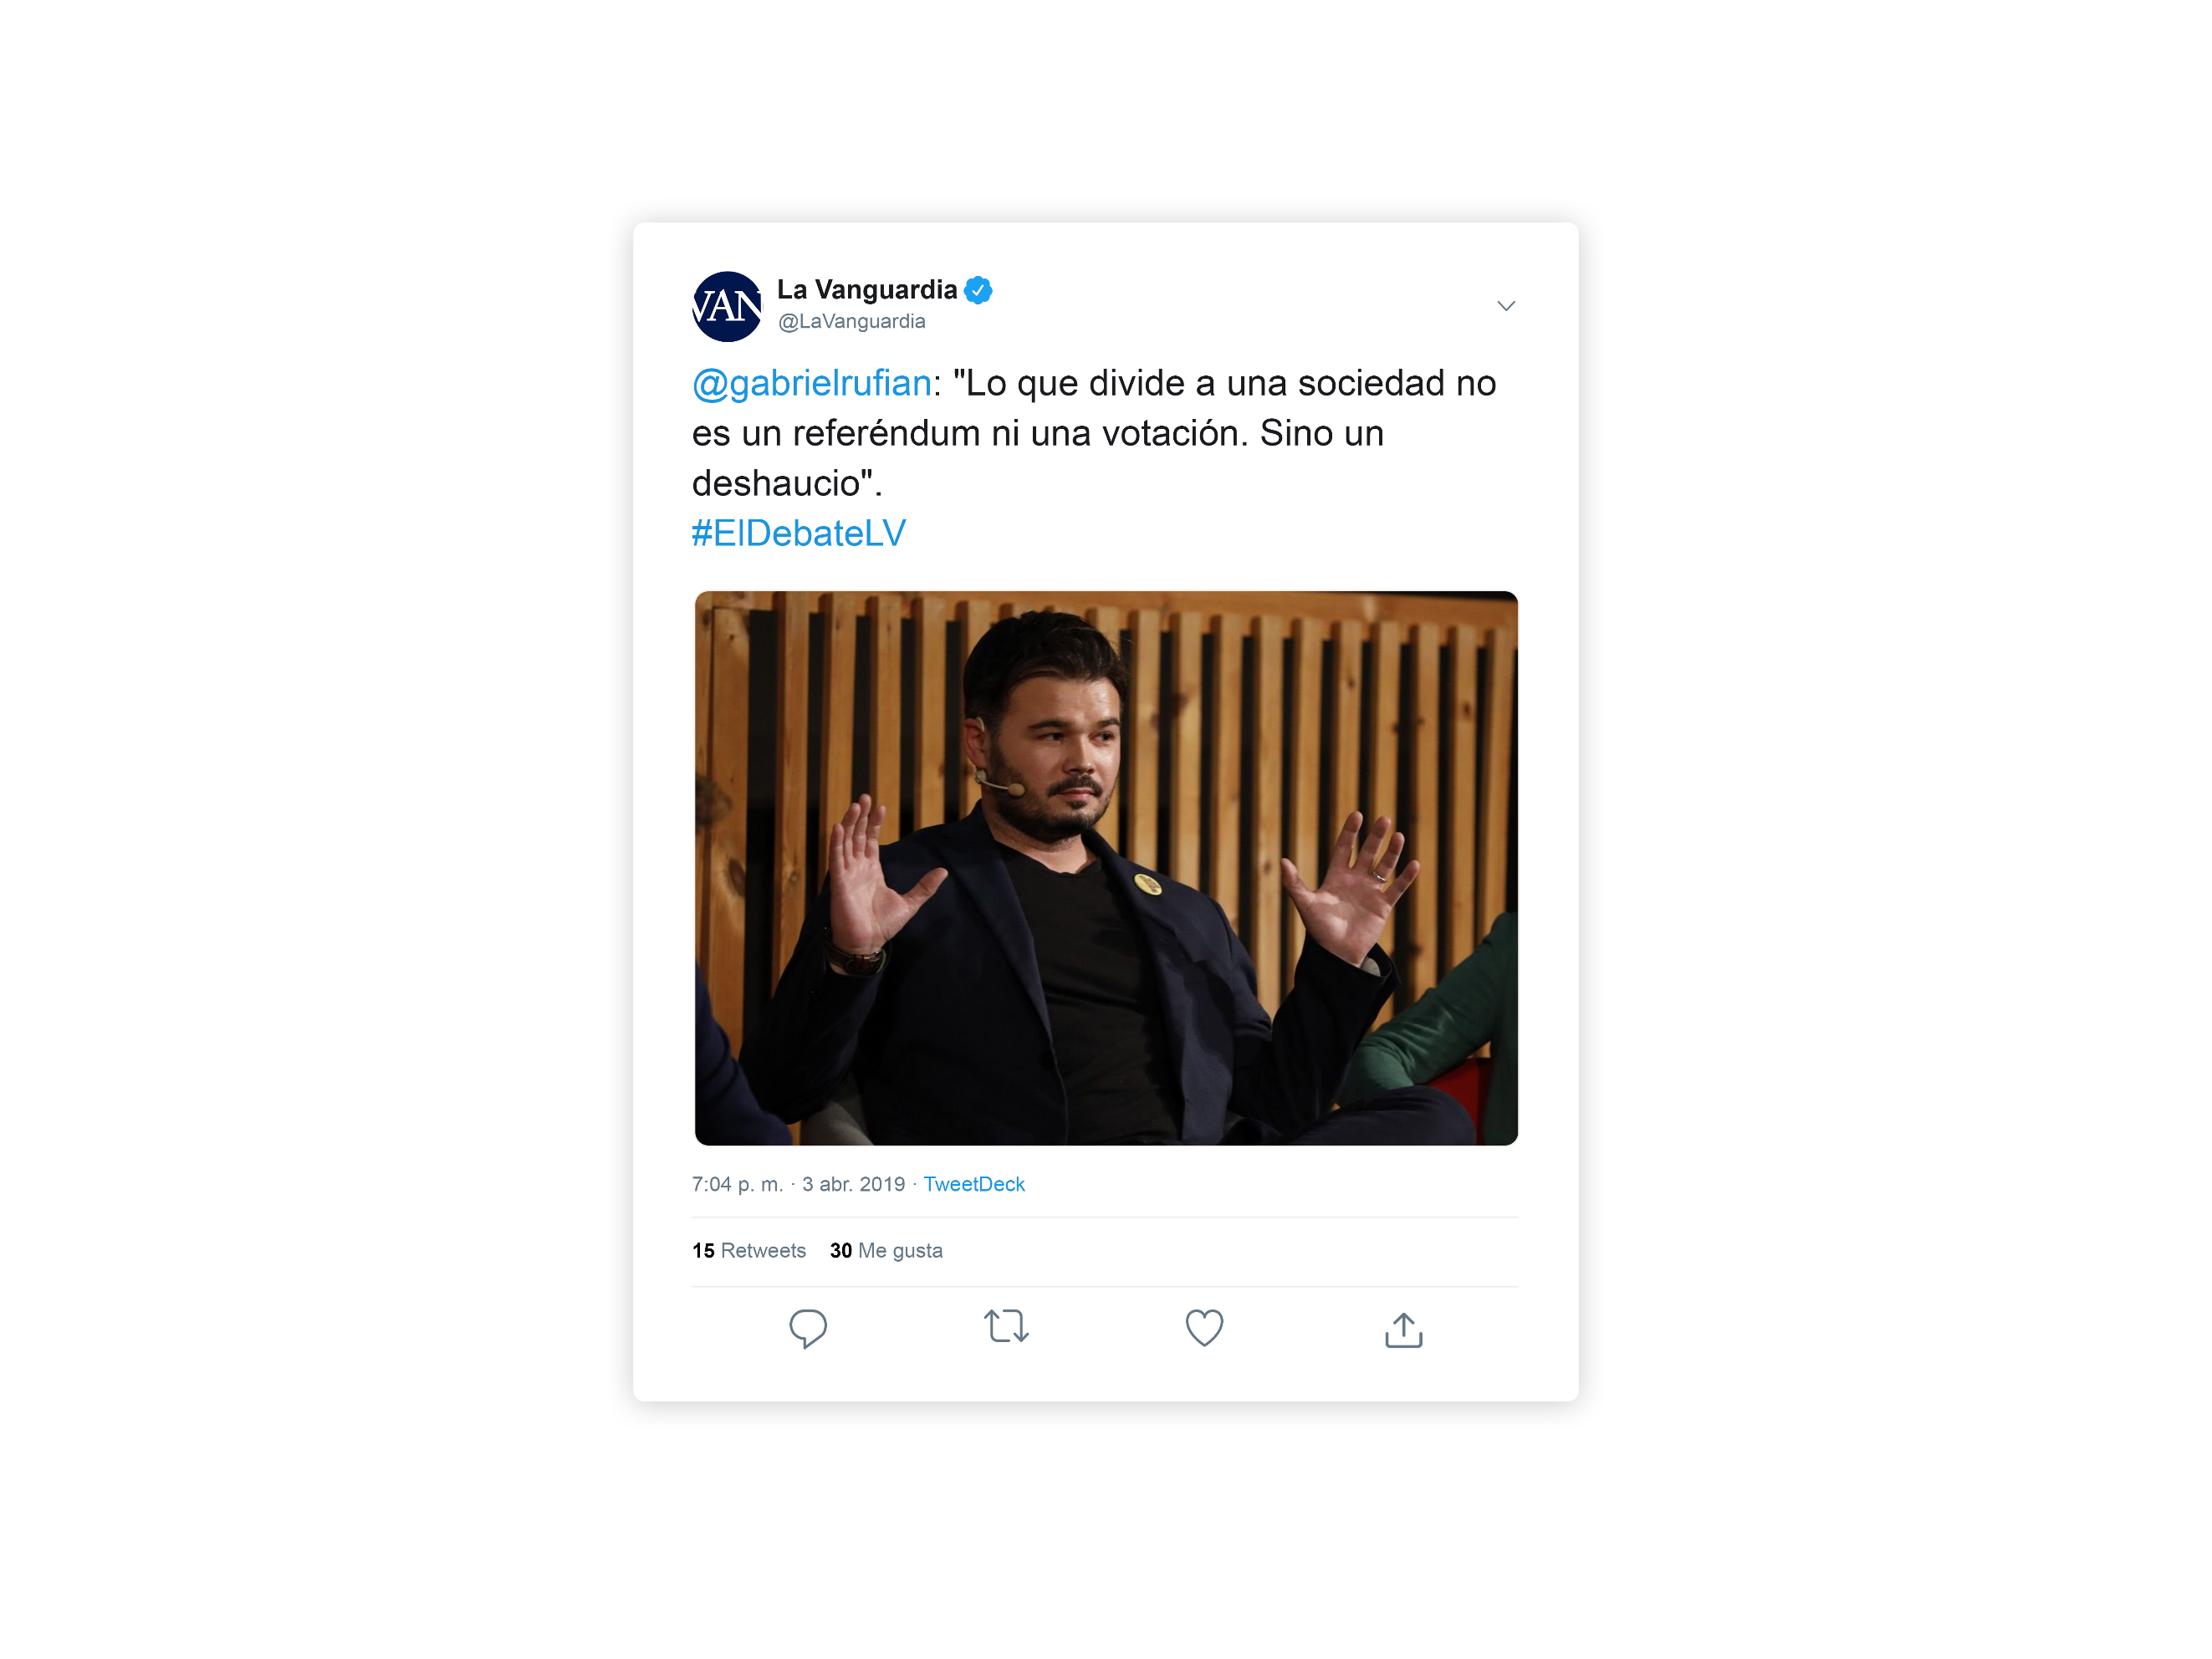 VAN
La Vanguardia
@LaVanguardia
@gabrielrufian: "Lo que divide a una sociedad no
es un referéndum ni una votación. Sino un
deshaucio".
#ElDebateLV
7:04 p. m. · 3 abr. 2019 · TweetDeck
15 Retweets 30 Me gusta